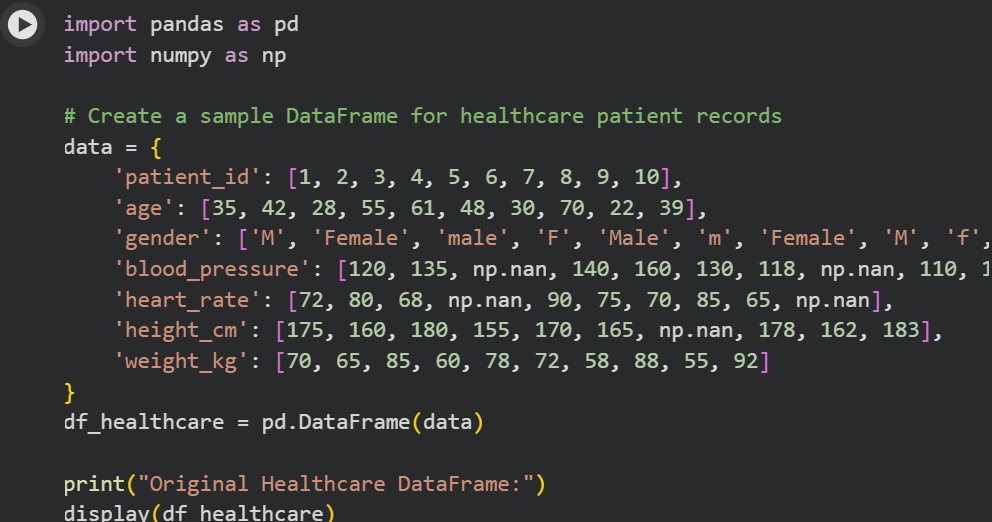 import pandas as pd
import numpy as np
# Create a sample DataFrame for healthcare patient records
data = {
'patient_id': [1, 2, 3, 4, 5, 6, 7, 8, 9, 10],
'age': [35, 42, 28, 55, 61, 48, 30, 70, 22, 39],
'gender': ['M', 'Female', 'male', 'F', 'Male', 'm', 'Female', 'M', 'f',
'blood_pressure': [120, 135, np.nan, 140, 160, 130, 118, np.nan, 110,
'heart_rate': [72, 80, 68, np.nan, 90, 75, 70, 85, 65, np.nan],
'height_cm': [175, 160, 180, 155, 170, 165, np.nan, 178, 162, 183],
'weight_kg': [70, 65, 85, 60, 78, 72, 58, 88, 55, 92]
}
df_healthcare = pd.DataFrame(data)
print("Original Healthcare DataFrame:")
display(df_healthcare)